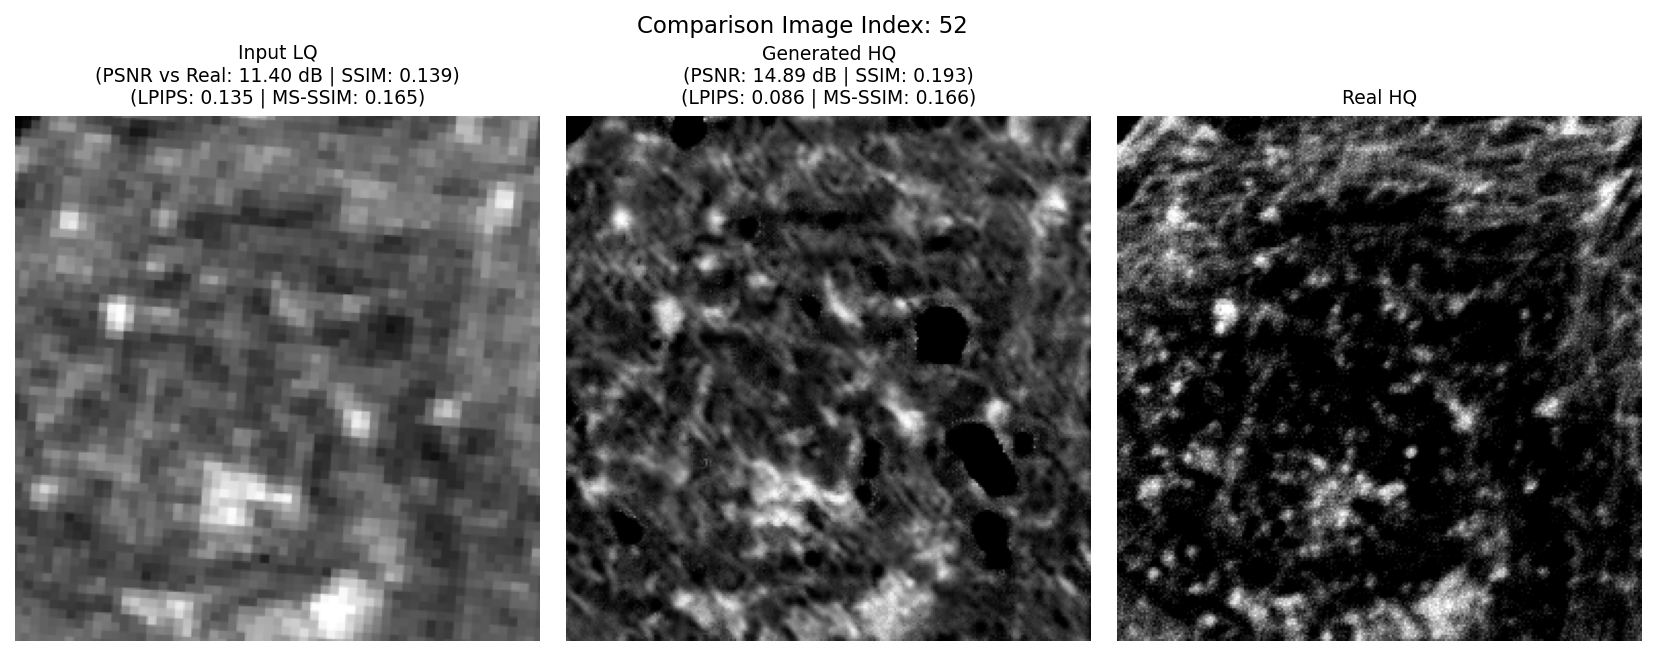 Comparison Image Index: 52
Input LQ
(PSNR vs Real: 11.40 dB | SSIM: 0.139)
(LPIPS: 0.135 | MS-SSIM: 0.165)
Generated HQ
(PSNR: 14.89 dB | SSIM: 0.193)
(LPIPS: 0.086 | MS-SSIM: 0.166)
Real HQ